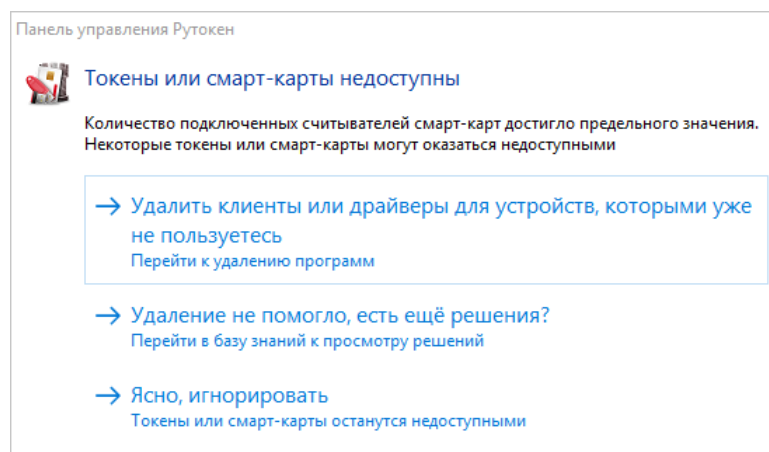 Панель управления Рутокен
Токены или смарт-карты недоступны
Количество подключенных считывателей смарт-карт достигло предельного значения.
Некоторые токены или смарт-карты могут оказаться недоступными
Удалить клиенты или драйверы для устройств, которыми уже
не пользуетесь
Перейти к удалению программ
Удаление не помогло, есть ещё решения?
Перейти в базу знаний к просмотру решений
Ясно, игнорировать
Токены или смарт-карты останутся недоступными